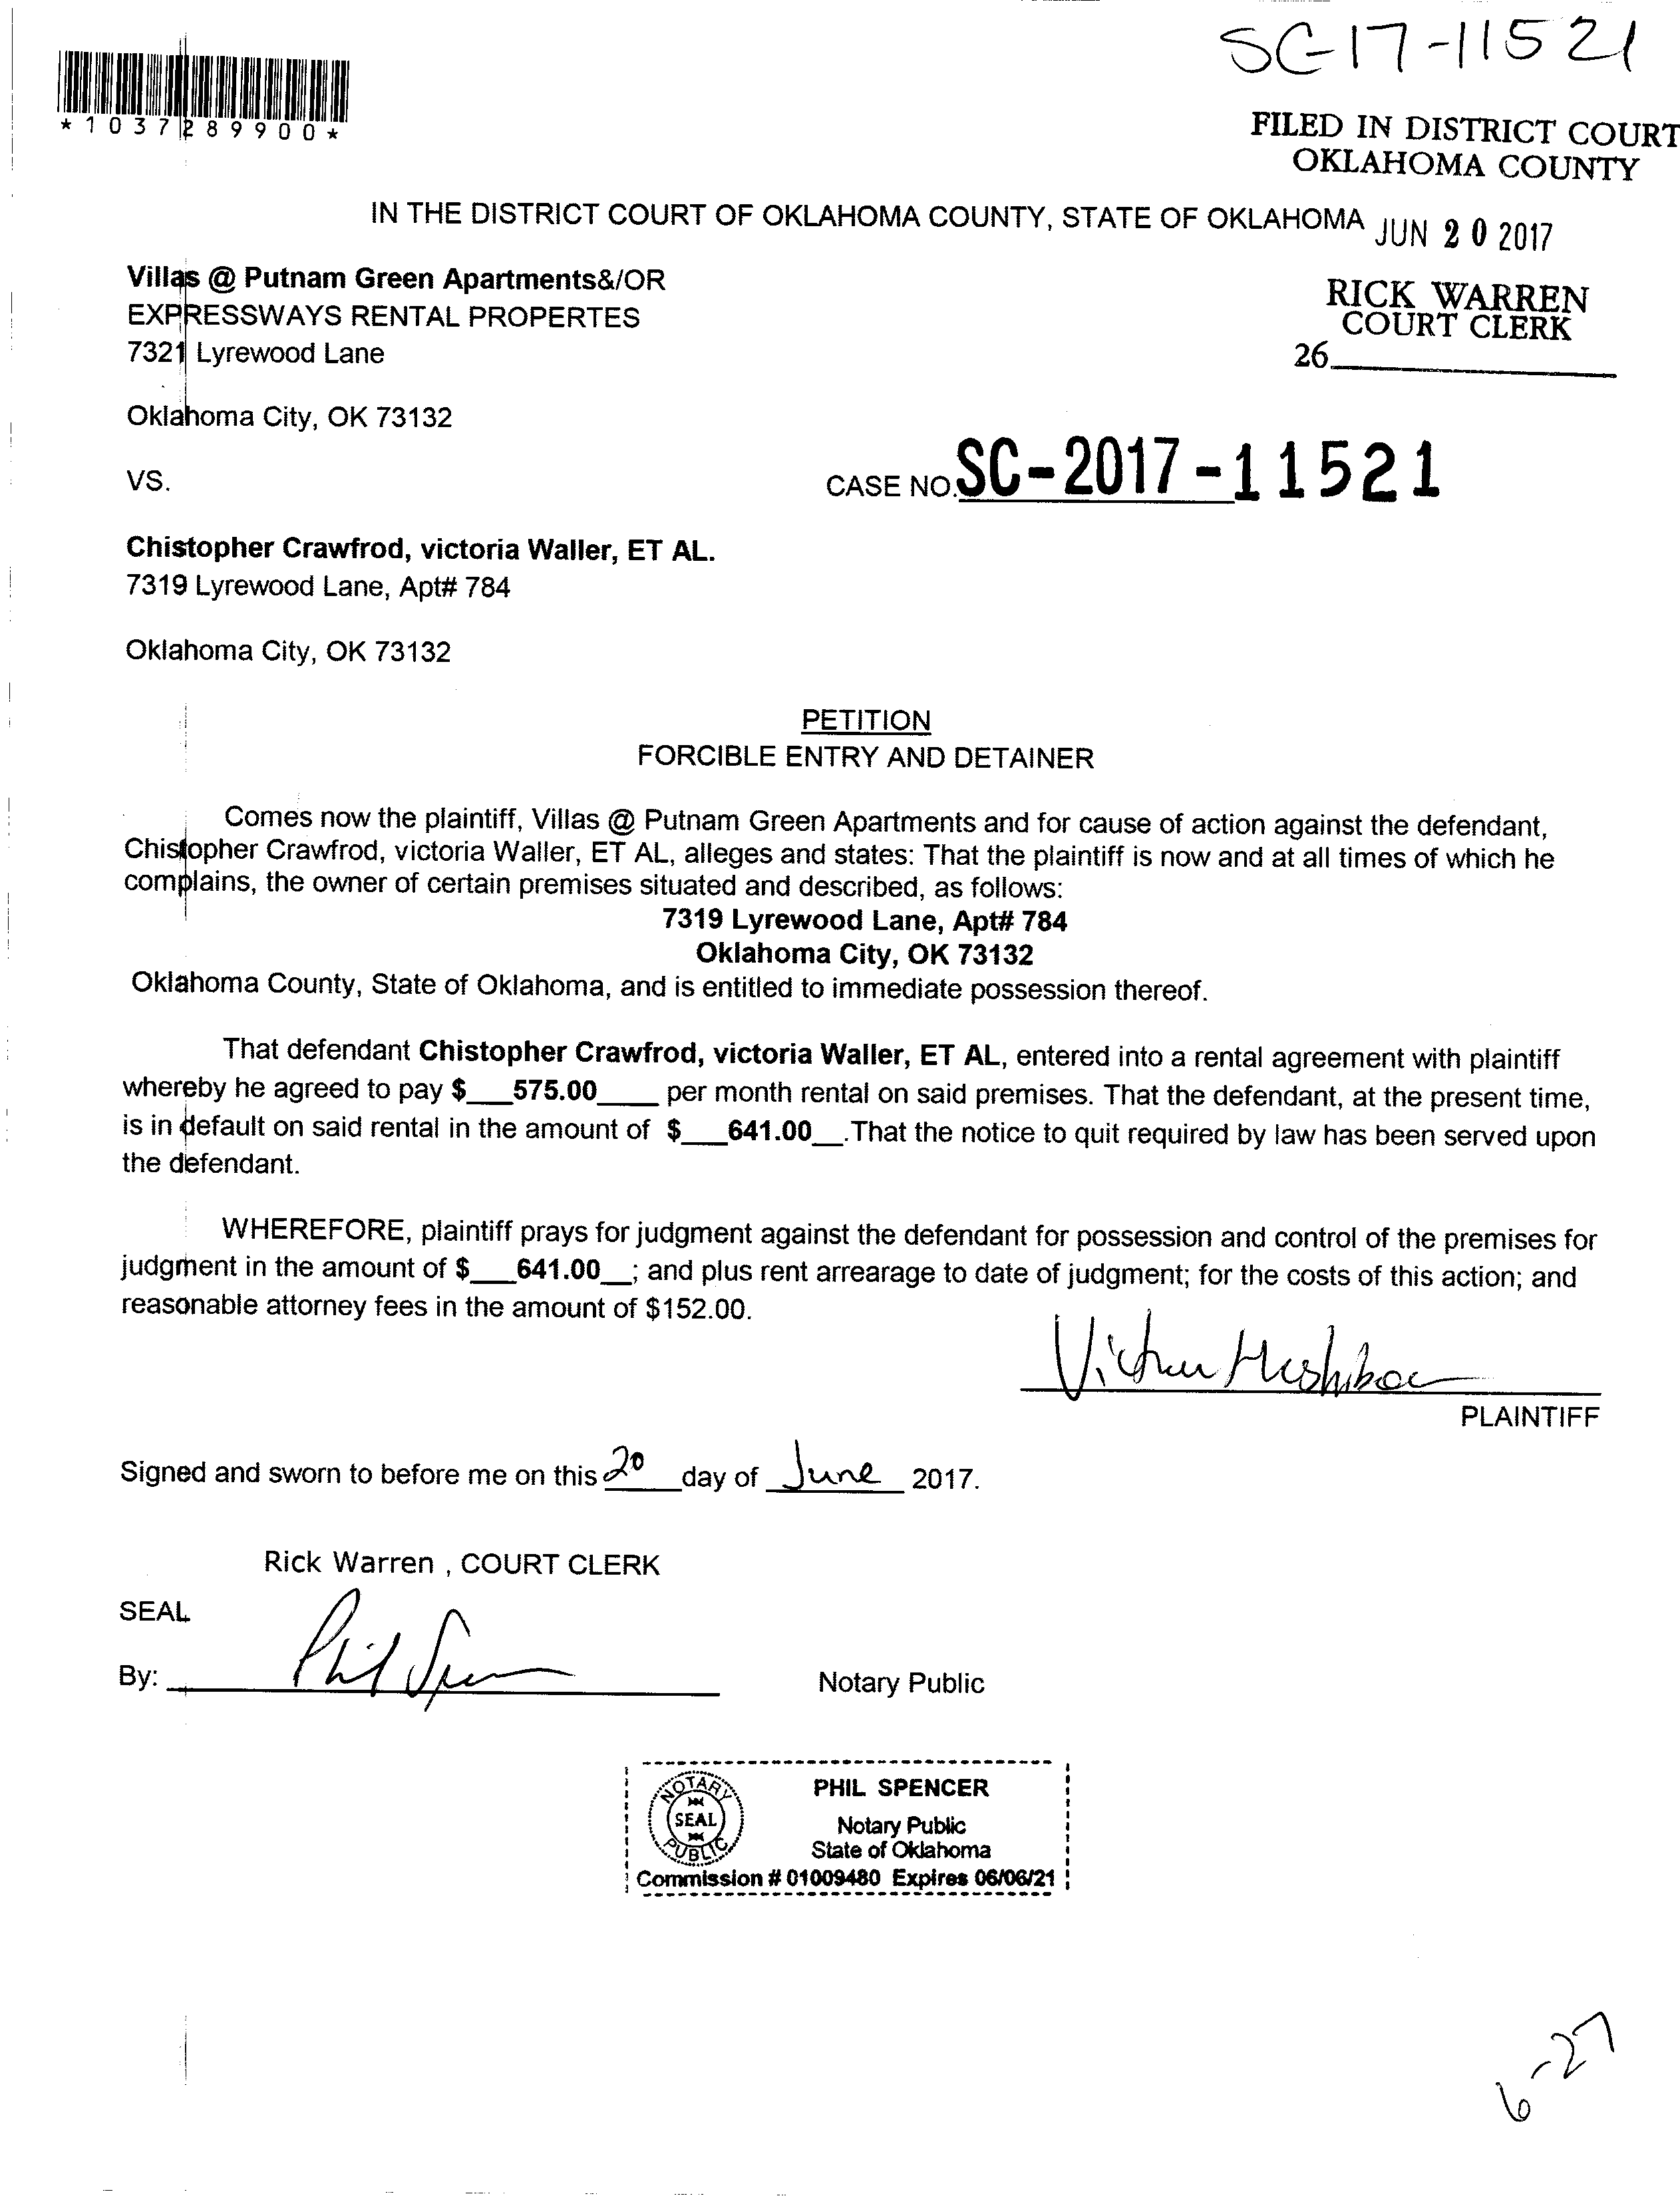 SC-17-11521
*1037289900*
FILED IN DISTRICT COURT
OKLAHOMA COUNTY
IN THE DISTRICT COURT OF OKLAHOMA COUNTY, STATE OF OKLAHOMA
JUN 20 2017
Villas @ Putnam Green Apartments&/OR
EXPRESSWAYS RENTAL PROPERTES
7321 Lyrewood Lane
RICK WARREN
COURT CLERK
26
Oklahoma City, OK 73132
VS.
CASE NO. SC-2017-11521
Chistopher Crawfrod, victoria Waller, ET AL.
7319 Lyrewood Lane, Apt# 784
Oklahoma City, OK 73132
PETITION
FORCIBLE ENTRY AND DETAINER
Comes now the plaintiff, Villas @ Putnam Green Apartments and for cause of action against the defendant,
Chistopher Crawfrod, victoria Waller, ET AL, alleges and states: That the plaintiff is now and at all times of which he
complains, the owner of certain premises situated and described, as follows:
7319 Lyrewood Lane, Apt# 784
Oklahoma City, OK 73132
Oklahoma County, State of Oklahoma, and is entitled to immediate possession thereof.
That defendant Chistopher Crawfrod, victoria Waller, ET AL, entered into a rental agreement with plaintiff
whereby he agreed to pay $___575.00____ per month rental on said premises. That the defendant, at the present time,
is in default on said rental in the amount of $___641.00__.That the notice to quit required by law has been served upon
the defendant.
WHEREFORE, plaintiff prays for judgment against the defendant for possession and control of the premises for
judgment in the amount of $___641.00__; and plus rent arrearage to date of judgment; for the costs of this action; and
reasonable attorney fees in the amount of $152.00.
PLAINTIFF
Signed and sworn to before me on this 20 day of June 2017.
Rick Warren , COURT CLERK
SEAL
By: Phil Spencer
Notary Public
NOTARY PUBLIC
SEAL
PHIL SPENCER
Notary Public
State of Oklahoma
Commission # 01009480 Expires 06/06/21
6-27